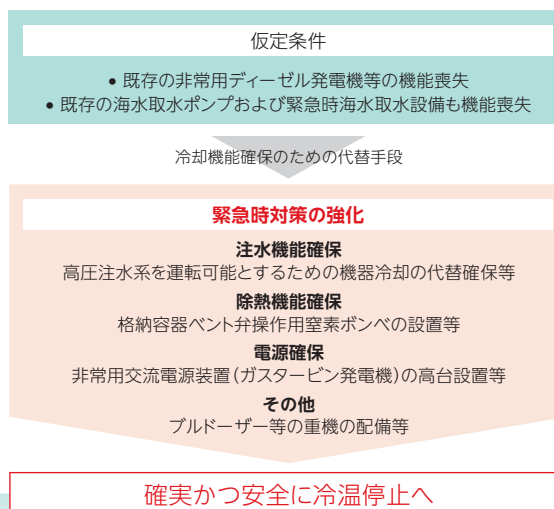 仮定条件
● 既存の非常用ディーゼル発電機等の機能喪失
● 既存の海水取水ポンプおよび緊急時海水取水設備も機能喪失
冷却機能確保のための代替手段
緊急時対策の強化
注水機能確保
高圧注水系を運転可能とするための機器冷却の代替確保等
除熱機能確保
格納容器ベント弁操作用窒素ボンベの設置等
電源確保
非常用交流電源装置（ガスタービン発電機）の高台設置等
その他
ブルドーザー等の重機の配備等
確実かつ安全に冷温停止へ